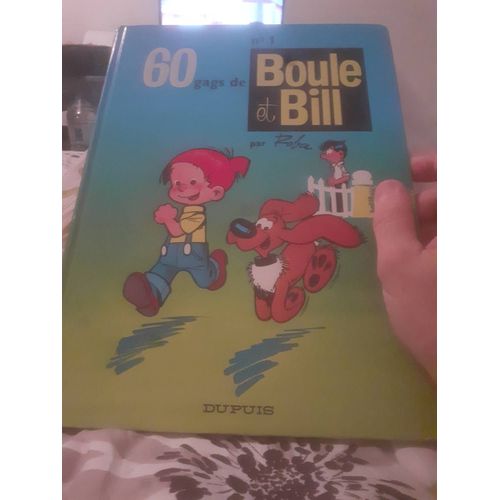 n° 1
60 gags de Boule
et Bill
par Roba
DUPUIS